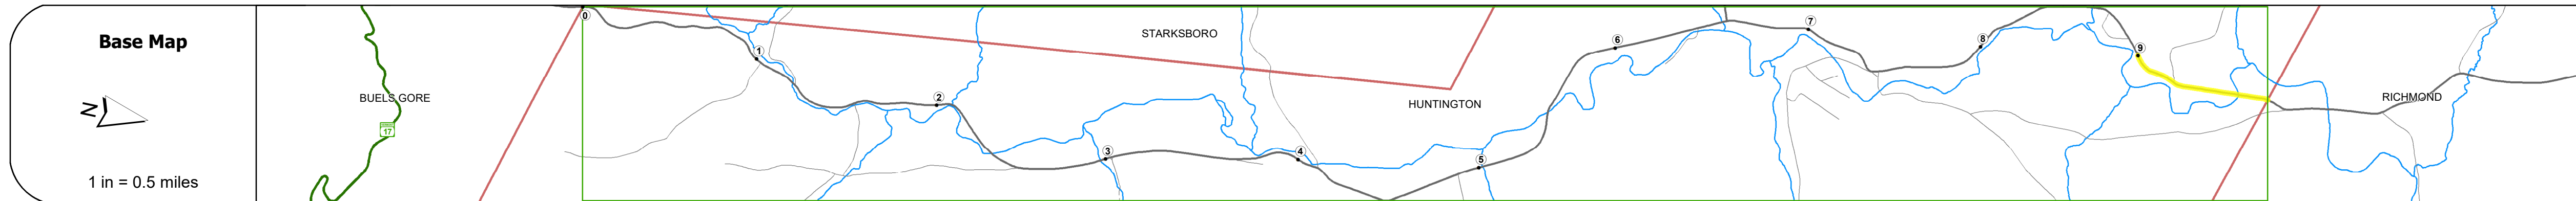 Base Map
N
1 in = 0.5 miles
BUELS GORE
17
0
1
2
3
STARKSBORO
4
HUNTINGTON
5
6
7
8
9
RICHMOND